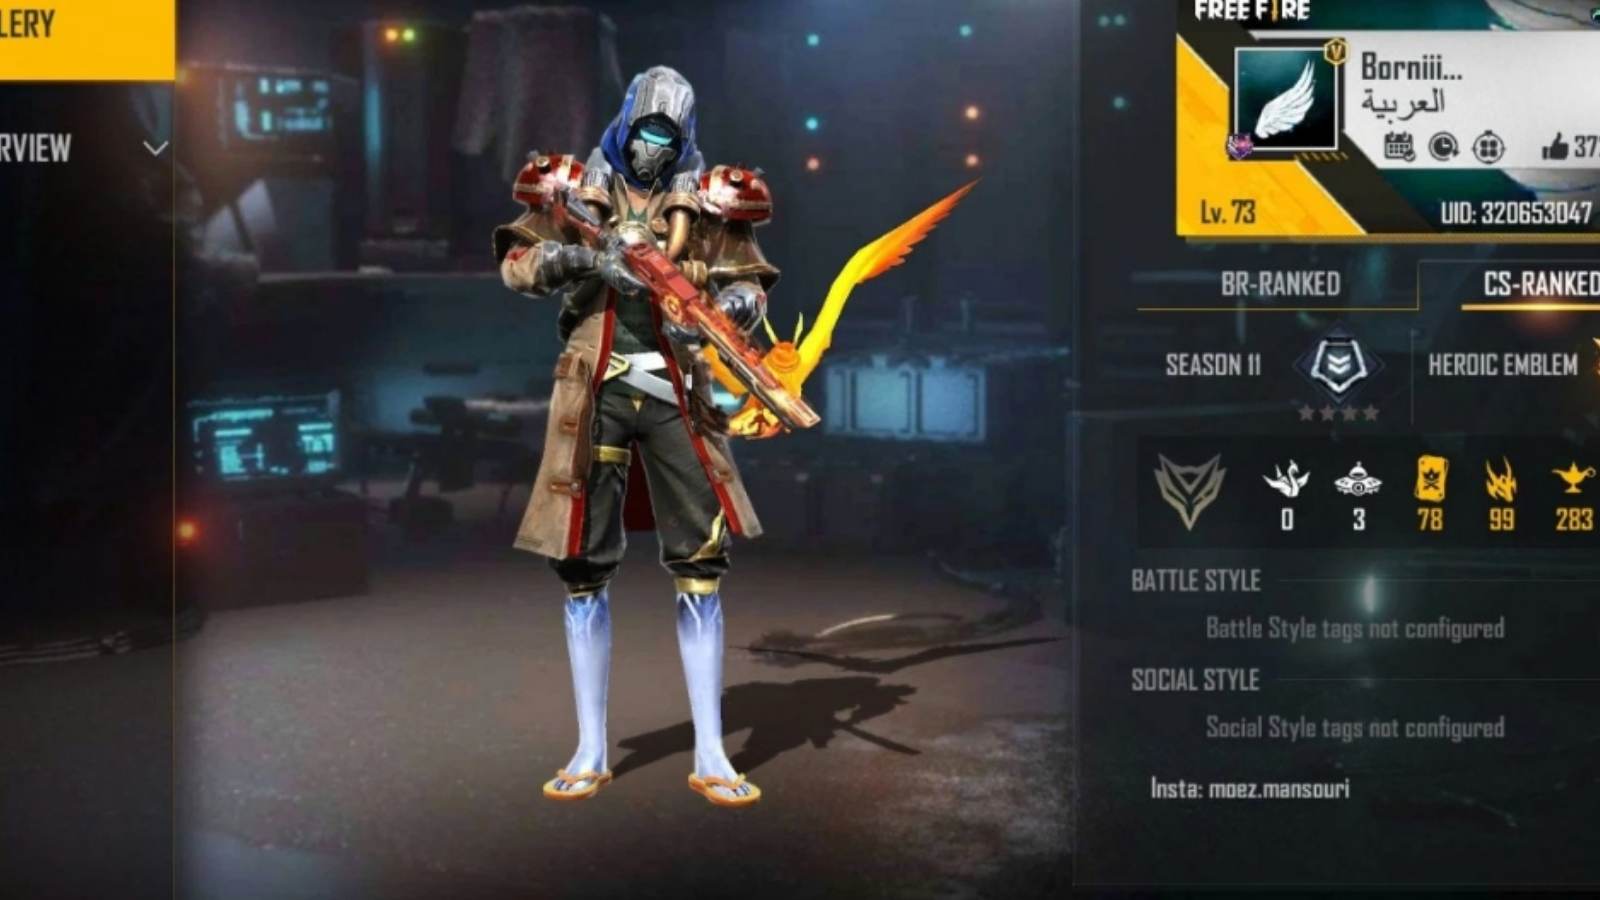 LERY
RVIEW
FREE FIRE
Borniii...
العربية
Lv. 73
UID: 320653047
BR-RANKED
CS-RANKED
SEASON 11
HEROIC EMBLEM
0
3
78
99
283
BATTLE STYLE
Battle Style tags not configured
SOCIAL STYLE
Social Style tags not configured
Insta: moez.mansouri